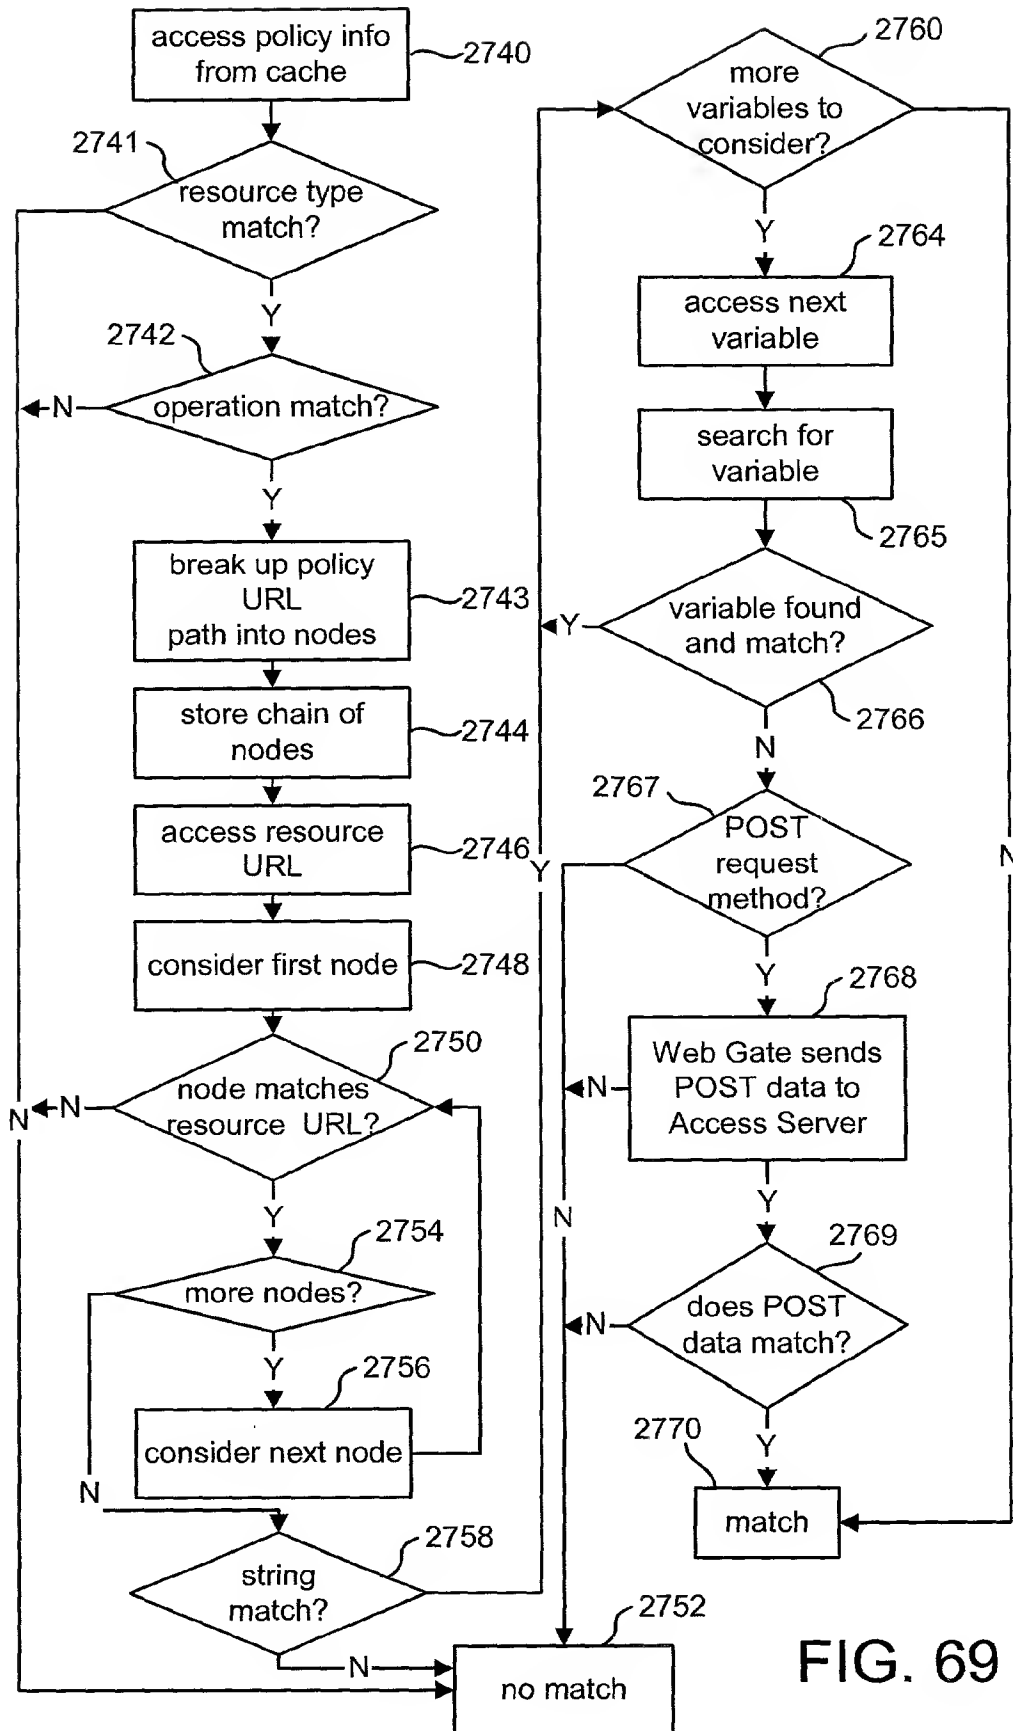 access policy info
from cache
2740
2741
resource type
match?
Y
2742
operation match?
N
Y
break up policy
URL
path into nodes
2743
store chain of
nodes
2744
access resource
URL
2746
consider first node
2748
2750
node matches
resource URL?
N
N
Y
2754
more nodes?
Y
2756
consider next node
N
2758
string
match?
N
Y
2760
more
variables to
consider?
Y
N
2764
access next
variable
search for
variable
2765
variable found
and match?
Y
2766
N
2767
POST
request
method?
Y
2768
Web Gate sends
POST data to
Access Server
N
Y
N
2769
does POST
data match?
N
Y
2770
match
2752
no match
FIG. 69